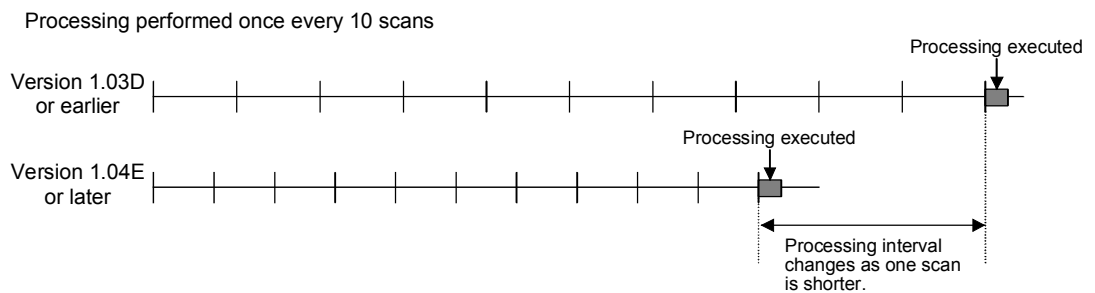 Processing performed once every 10 scans
Processing executed
Version 1.03D
or earlier
Processing executed
Version 1.04E
or later
Processing interval
changes as one scan
is shorter.